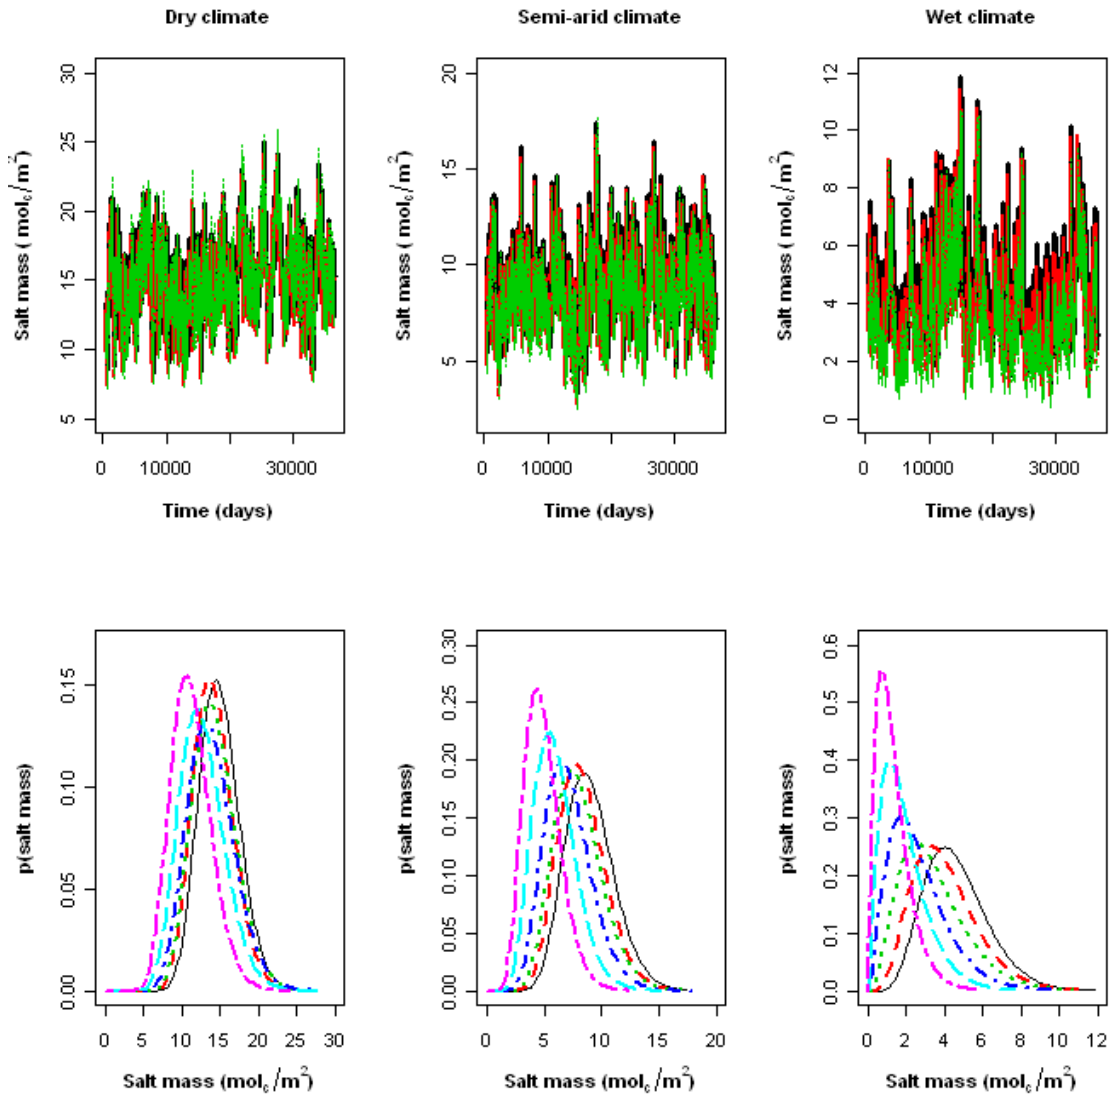 Dry climate
Semi-arid climate
Wet climate
Salt mass ( mol_c/m²)
30
25
20
15
10
5
0 10000 30000
Time (days)
Salt mass ( mol_c/m²)
20
15
10
5
0 10000 30000
Time (days)
Salt mass ( mol_c/m²)
12
10
8
6
4
2
0
0 10000 30000
Time (days)
p(salt mass)
0.15
0.10
0.05
0.00
0 5 10 15 20 25 30
Salt mass (mol_c/m²)
p(salt mass)
0.30
0.25
0.20
0.15
0.10
0.05
0.00
0 5 10 15 20
Salt mass (mol_c/m²)
p(salt mass)
0.6
0.5
0.4
0.3
0.2
0.1
0.0
0 2 4 6 8 10 12
Salt mass (mol_c/m²)